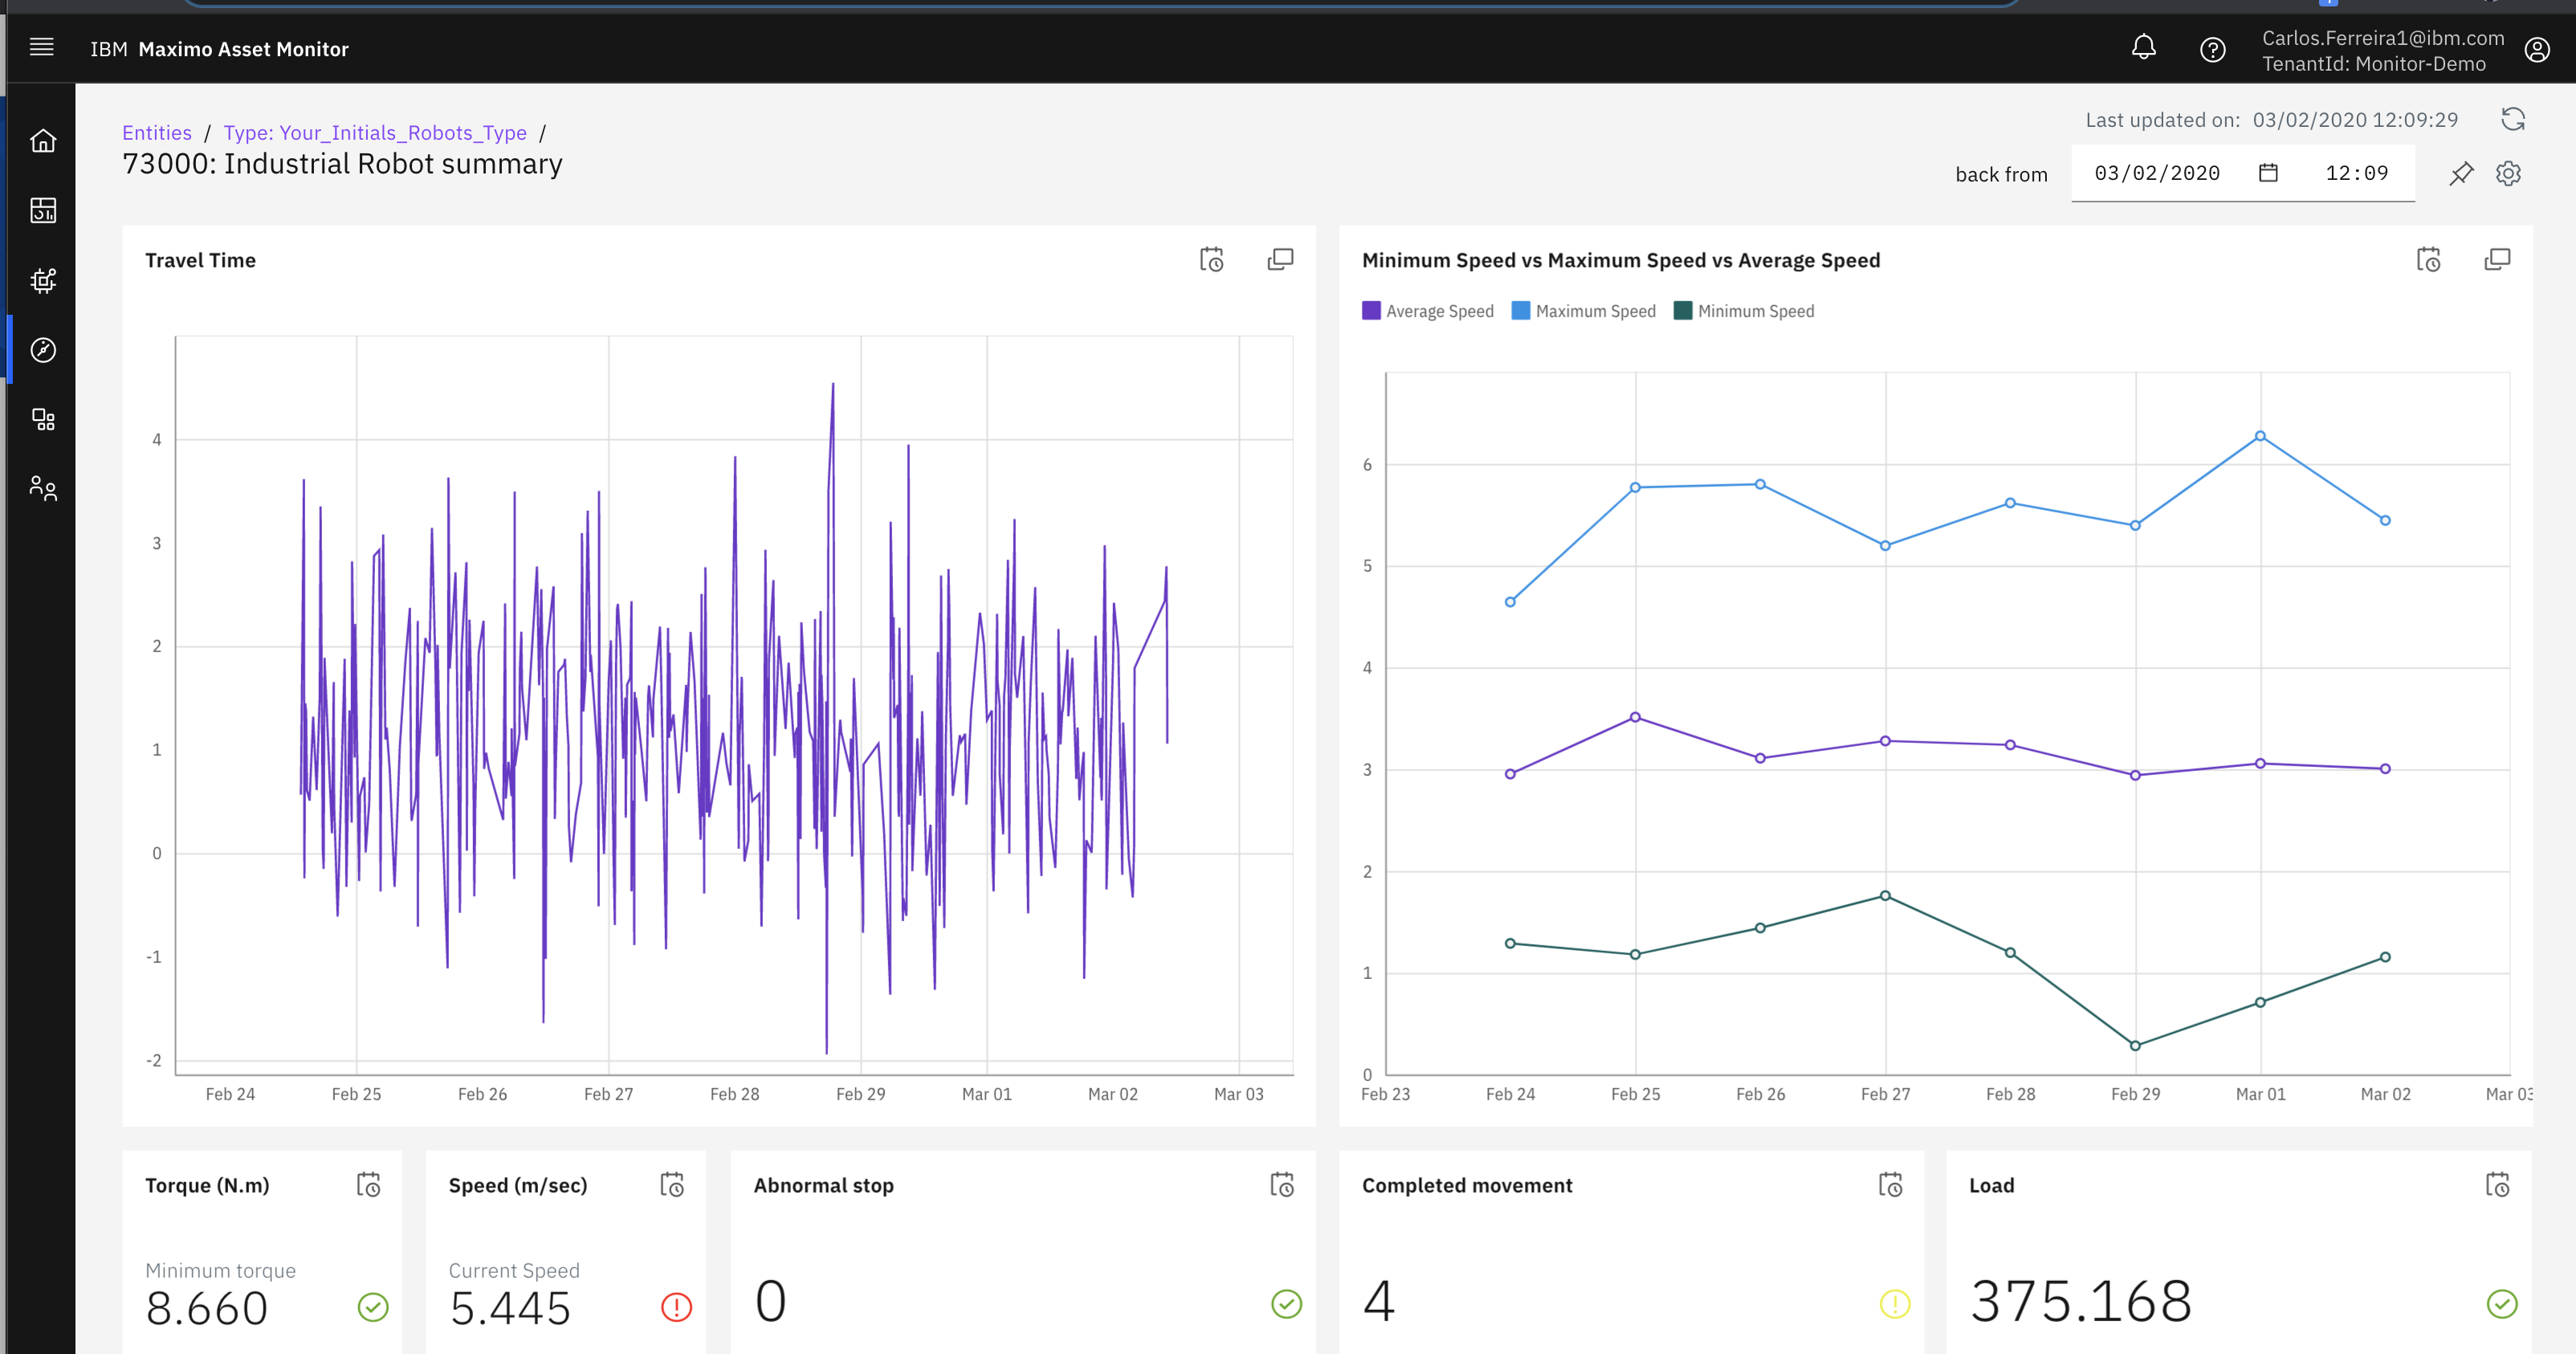 IBM Maximo Asset Monitor
Carlos.Ferreira1@ibm.com
TenantId: Monitor-Demo
Entities / Type: Your_Initials_Robots_Type /
73000: Industrial Robot summary
Last updated on: 03/02/2020 12:09:29
back from 03/02/2020 12:09
Travel Time
4
3
2
1
0
-1
-2
Feb 24 Feb 25 Feb 26 Feb 27 Feb 28 Feb 29 Mar 01 Mar 02 Mar 03
Minimum Speed vs Maximum Speed vs Average Speed
Average Speed Maximum Speed Minimum Speed
6
5
4
3
2
1
0
Feb 23 Feb 24 Feb 25 Feb 26 Feb 27 Feb 28 Feb 29 Mar 01 Mar 02 Mar 03
Torque (N.m)
Minimum torque
8.660
Speed (m/sec)
Current Speed
5.445
Abnormal stop
0
Completed movement
4
Load
375.168